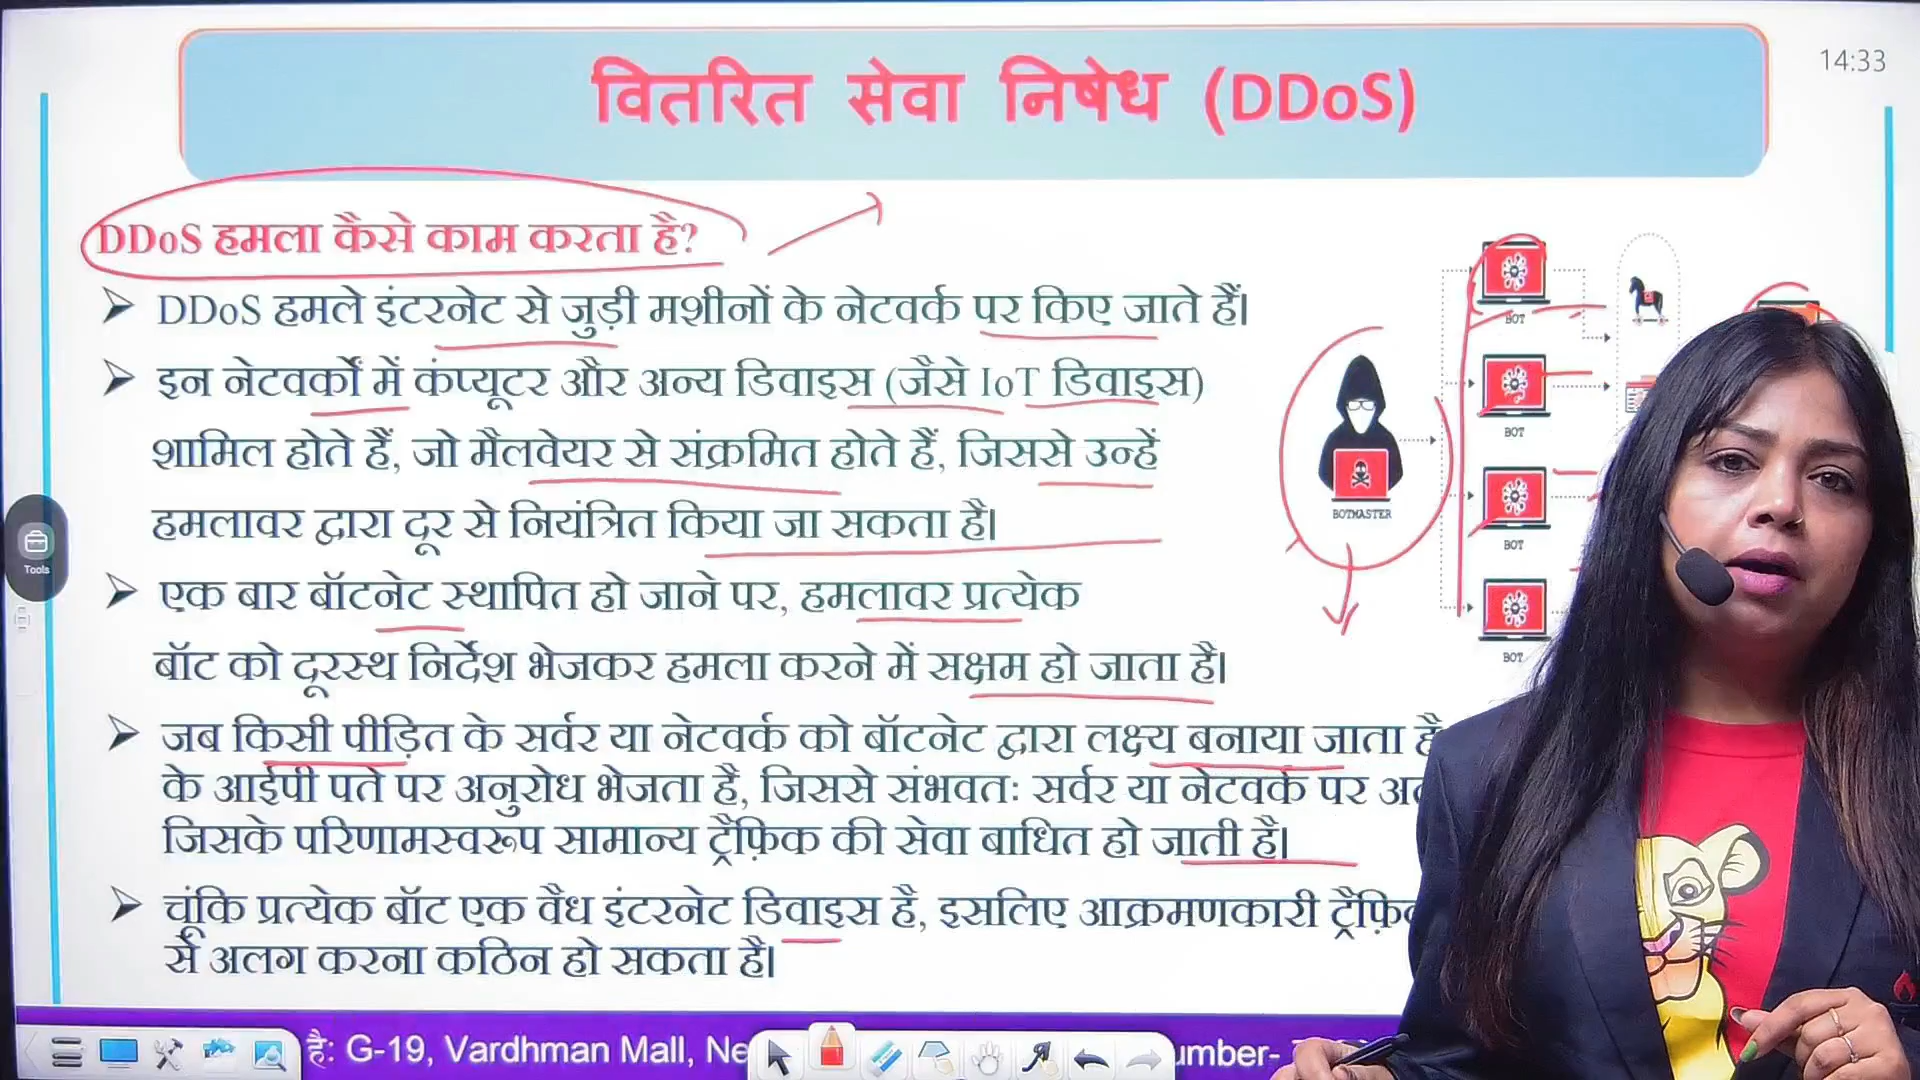 वितरित सेवा निषेध (DDoS)
14:33
DDoS हमला कैसे काम करता है?
➢ DDoS हमले इंटरनेट से जुड़ी मशीनों के नेटवर्क पर किए जाते हैं।
➢ इन नेटवर्कों में कंप्यूटर और अन्य डिवाइस (जैसे IoT डिवाइस)
शामिल होते हैं, जो मैलवेयर से संक्रमित होते हैं, जिससे उन्हें
हमलावर द्वारा दूर से नियंत्रित किया जा सकता है।
➢ एक बार बॉटनेट स्थापित हो जाने पर, हमलावर प्रत्येक
बॉट को दूरस्थ निर्देश भेजकर हमला करने में सक्षम हो जाता है।
➢ जब किसी पीड़ित के सर्वर या नेटवर्क को बॉटनेट द्वारा लक्ष्य बनाया जाता है
के आईपी पते पर अनुरोध भेजता है, जिससे संभवतः सर्वर या नेटवर्क पर
जिसके परिणामस्वरूप सामान्य ट्रैफ़िक की सेवा बाधित हो जाती है।
➢ चूंकि प्रत्येक बॉट एक वैध इंटरनेट डिवाइस है, इसलिए आक्रमणकारी
से अलग करना कठिन हो सकता है।
BOTMASTER
BOT
BOT
BOT
BOT
Tools
है: G-19, Vardhman Mall, Ne
umber-